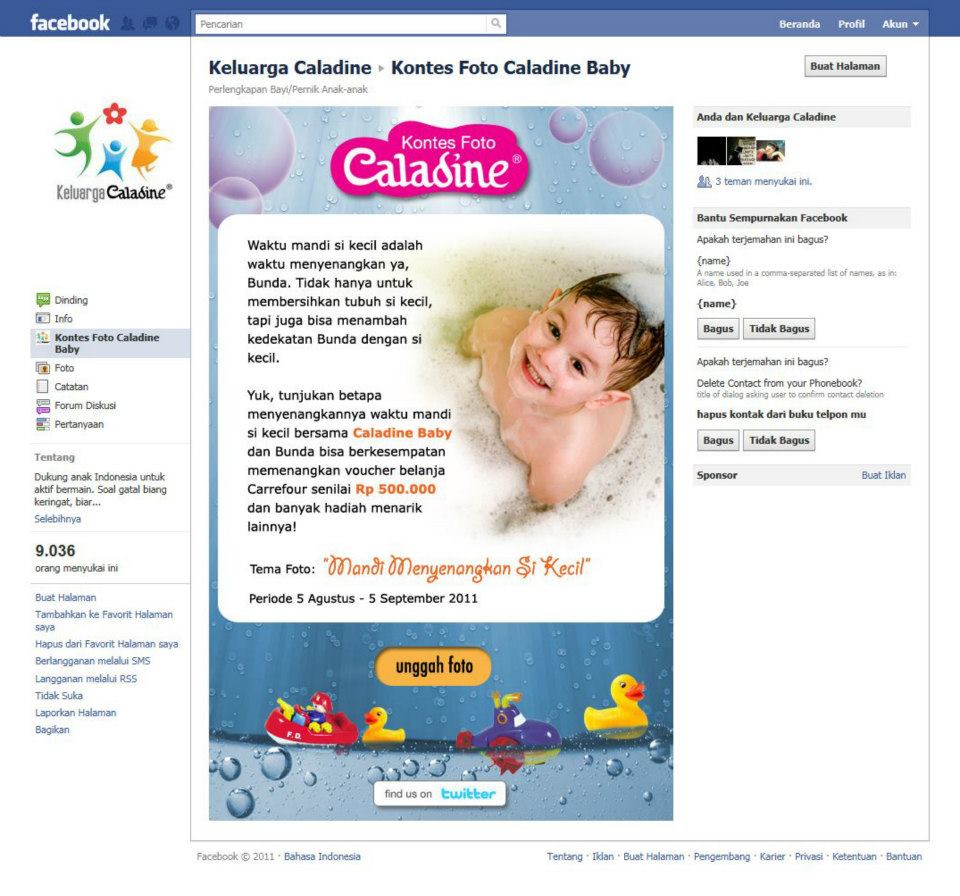 facebook
Pencarian
Beranda Profil Akun
Keluarga Caladine ▸ Kontes Foto Caladine Baby
Buat Halaman
Perlengkapan Bayi/Pernik Anak-anak
Keluarga Caladine®
Dinding
Info
Kontes Foto Caladine
Baby
Foto
Catatan
Forum Diskusi
Pertanyaan
Tentang
Dukung anak Indonesia untuk
aktif bermain. Soal gatal biang
keringat, biar...
Selebihnya
9.036
orang menyukai ini
Buat Halaman
Tambahkan ke Favorit Halaman
saya
Hapus dari Favorit Halaman saya
Berlangganan melalui SMS
Langganan melalui RSS
Tidak Suka
Laporkan Halaman
Bagikan
Kontes Foto
Caladine®
Waktu mandi si kecil adalah
waktu menyenangkan ya,
Bunda. Tidak hanya untuk
membersihkan tubuh si kecil,
tapi juga bisa menambah
kedekatan Bunda dengan si
kecil.
Yuk, tunjukan betapa
menyenangkannya waktu mandi
si kecil bersama Caladine Baby
dan Bunda bisa berkesempatan
memenangkan voucher belanja
Carrefour senilai Rp 500.000
dan banyak hadiah menarik
lainnya!
Tema Foto: "Mandi Menyenangkan Si Kecil"
Periode 5 Agustus - 5 September 2011
unggah foto
F.D.
find us on twitter
Anda dan Keluarga Caladine
3 teman menyukai ini.
Bantu Sempurnakan Facebook
Apakah terjemahan ini bagus?
{name}
A name used in a comma-separated list of names, as in:
Alice, Bob, Joe
{name}
Bagus Tidak Bagus
Apakah terjemahan ini bagus?
Delete Contact from your Phonebook?
title of dialog asking user to confirm contact deletion
hapus kontak dari buku telpon mu
Bagus Tidak Bagus
Sponsor Buat Iklan
Facebook © 2011 · Bahasa Indonesia
Tentang · Iklan · Buat Halaman · Pengembang · Karier · Privasi · Ketentuan · Bantuan